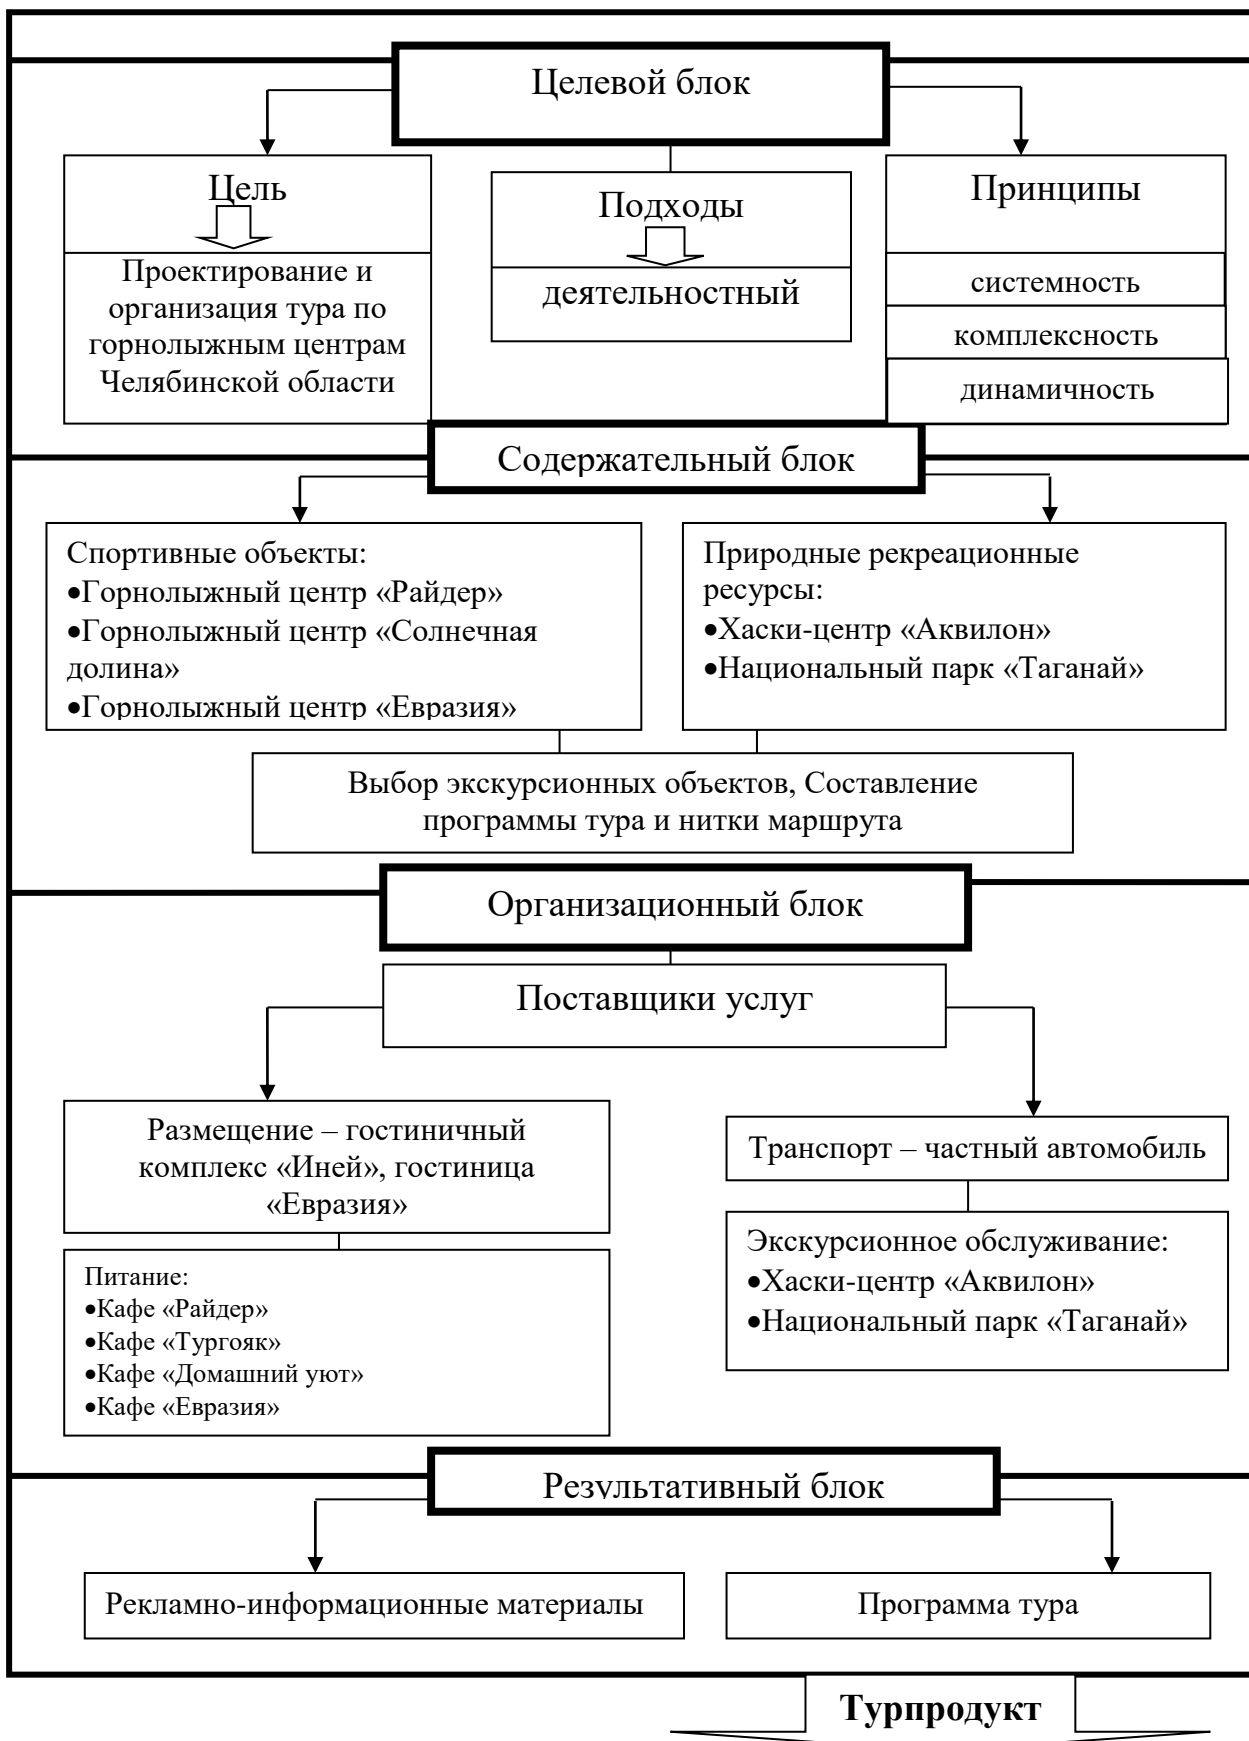 Целевой блок
Цель
Проектирование и
организация тура по
горнолыжным центрам
Челябинской области
Подходы
деятельностный
Принципы
системность
комплексность
динамичность
Содержательный блок
Спортивные объекты:
•Горнолыжный центр «Райдер»
•Горнолыжный центр «Солнечная
долина»
•Горнолыжный центр «Евразия»
Природные рекреационные
ресурсы:
•Хаски-центр «Аквилон»
•Национальный парк «Таганай»
Выбор экскурсионных объектов, Составление
программы тура и нитки маршрута
Организационный блок
Поставщики услуг
Размещение – гостиничный
комплекс «Иней», гостиница
«Евразия»
Питание:
•Кафе «Райдер»
•Кафе «Тургояк»
•Кафе «Домашний уют»
•Кафе «Евразия»
Транспорт – частный автомобиль
Экскурсионное обслуживание:
•Хаски-центр «Аквилон»
•Национальный парк «Таганай»
Результативный блок
Рекламно-информационные материалы
Программа тура
Турпродукт